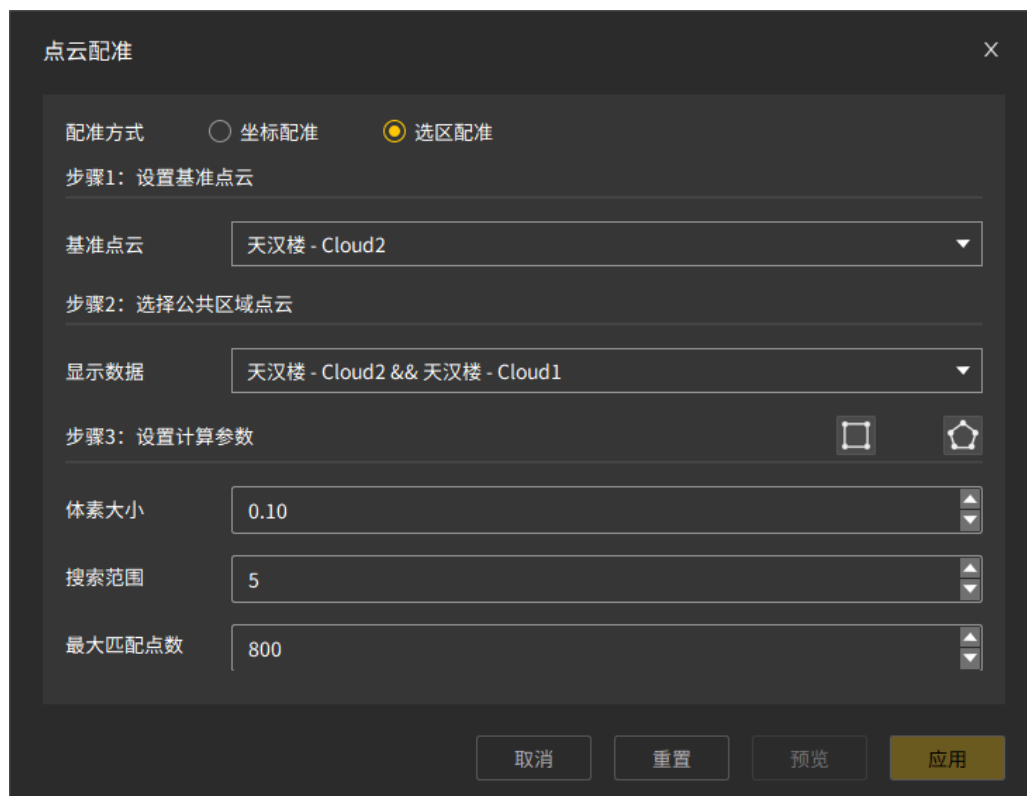 点云配准 X
配准方式 坐标配准 选区配准
步骤1：设置基准点云
基准点云 天汉楼 - Cloud2
步骤2：选择公共区域点云
显示数据 天汉楼 - Cloud2 && 天汉楼 - Cloud1
步骤3：设置计算参数
体素大小 0.10
搜索范围 5
最大匹配点数 800
取消 重置 预览 应用